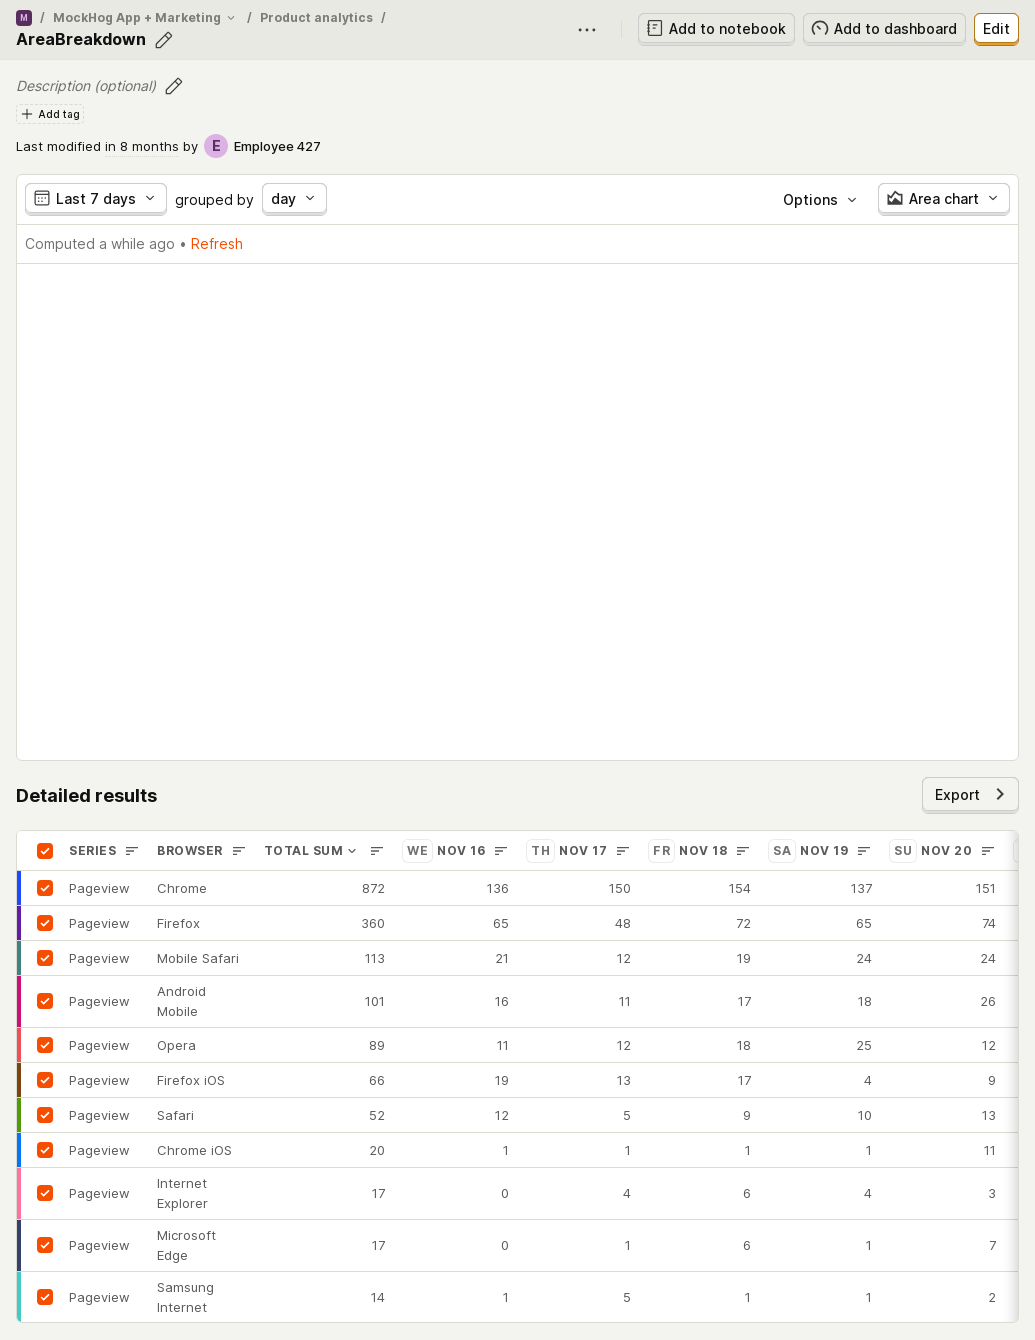 M / MockHog App + Marketing / Product analytics /
AreaBreakdown
Add to notebook
Add to dashboard
Edit
Description (optional)
Add tag
Last modified in 8 months by E Employee 427
Last 7 days grouped by day
Options
Area chart
Computed a while ago • Refresh
Detailed results
Export
SERIES BROWSER TOTAL SUM WE NOV 16 TH NOV 17 FR NOV 18 SA NOV 19 SU NOV 20
Pageview Chrome 872 136 150 154 137 151
Pageview Firefox 360 65 48 72 65 74
Pageview Mobile Safari 113 21 12 19 24 24
Pageview Android Mobile 101 16 11 17 18 26
Pageview Opera 89 11 12 18 25 12
Pageview Firefox iOS 66 19 13 17 4 9
Pageview Safari 52 12 5 9 10 13
Pageview Chrome iOS 20 1 1 1 1 11
Pageview Internet Explorer 17 0 4 6 4 3
Pageview Microsoft Edge 17 0 1 6 1 7
Pageview Samsung Internet 14 1 5 1 1 2